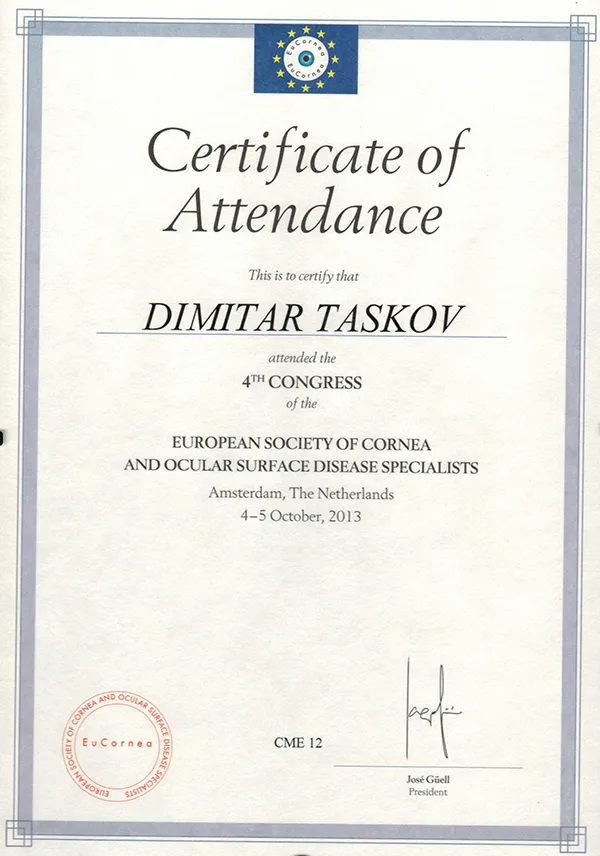 EuCornea
EuCornea
Certificate of
Attendance
This is to certify that
DIMITAR TASKOV
attended the
4TH CONGRESS
of the
EUROPEAN SOCIETY OF CORNEA
AND OCULAR SURFACE DISEASE SPECIALISTS
Amsterdam, The Netherlands
4–5 October, 2013
EUROPEAN SOCIETY OF CORNEA AND OCULAR SURFACE DISEASE SPECIALISTS
EuCornea
CME 12
José Güell
President